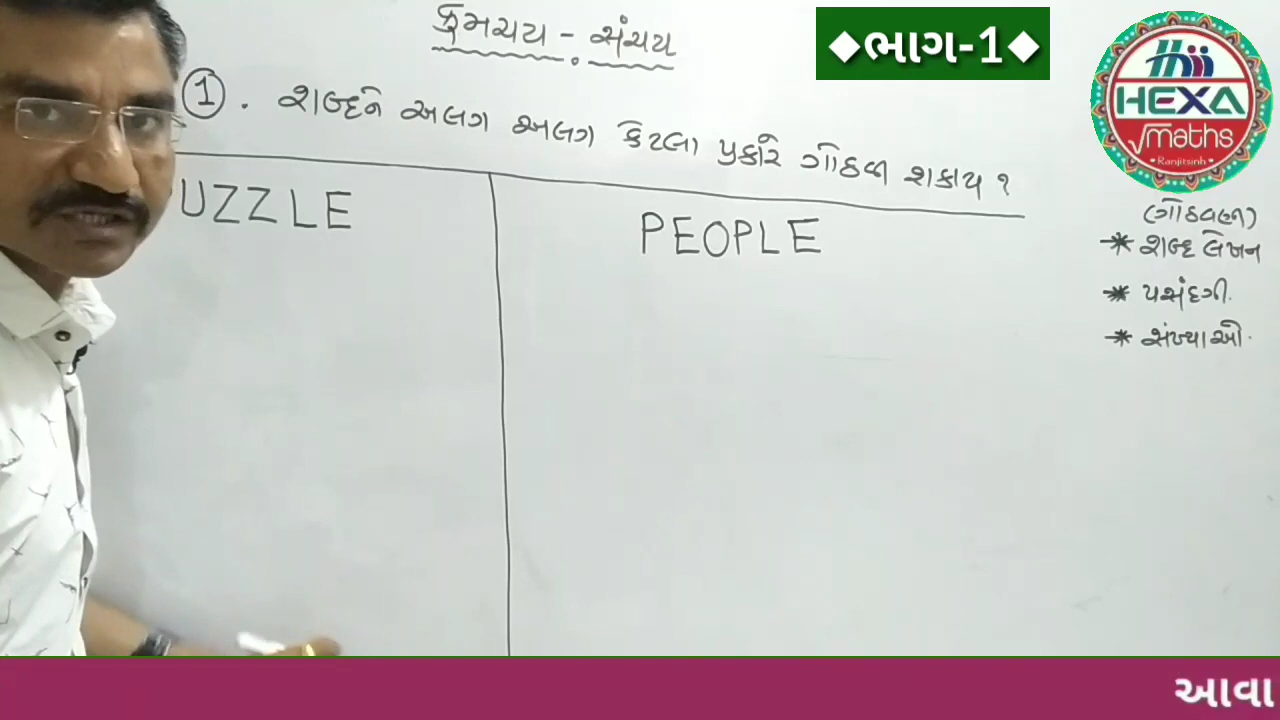 ક્રમચય - સંચય
◆ભાગ-1◆
HEXA
√maths
Ranjitsinh
1. શબ્દને અલગ અલગ કેટલા પ્રકારે ગોઠવી શકાય ?
UZZLE
PEOPLE
(ગોઠવણ)
* શબ્દ લેખન
* પસંદગી.
* સંખ્યાઓ.
આવા